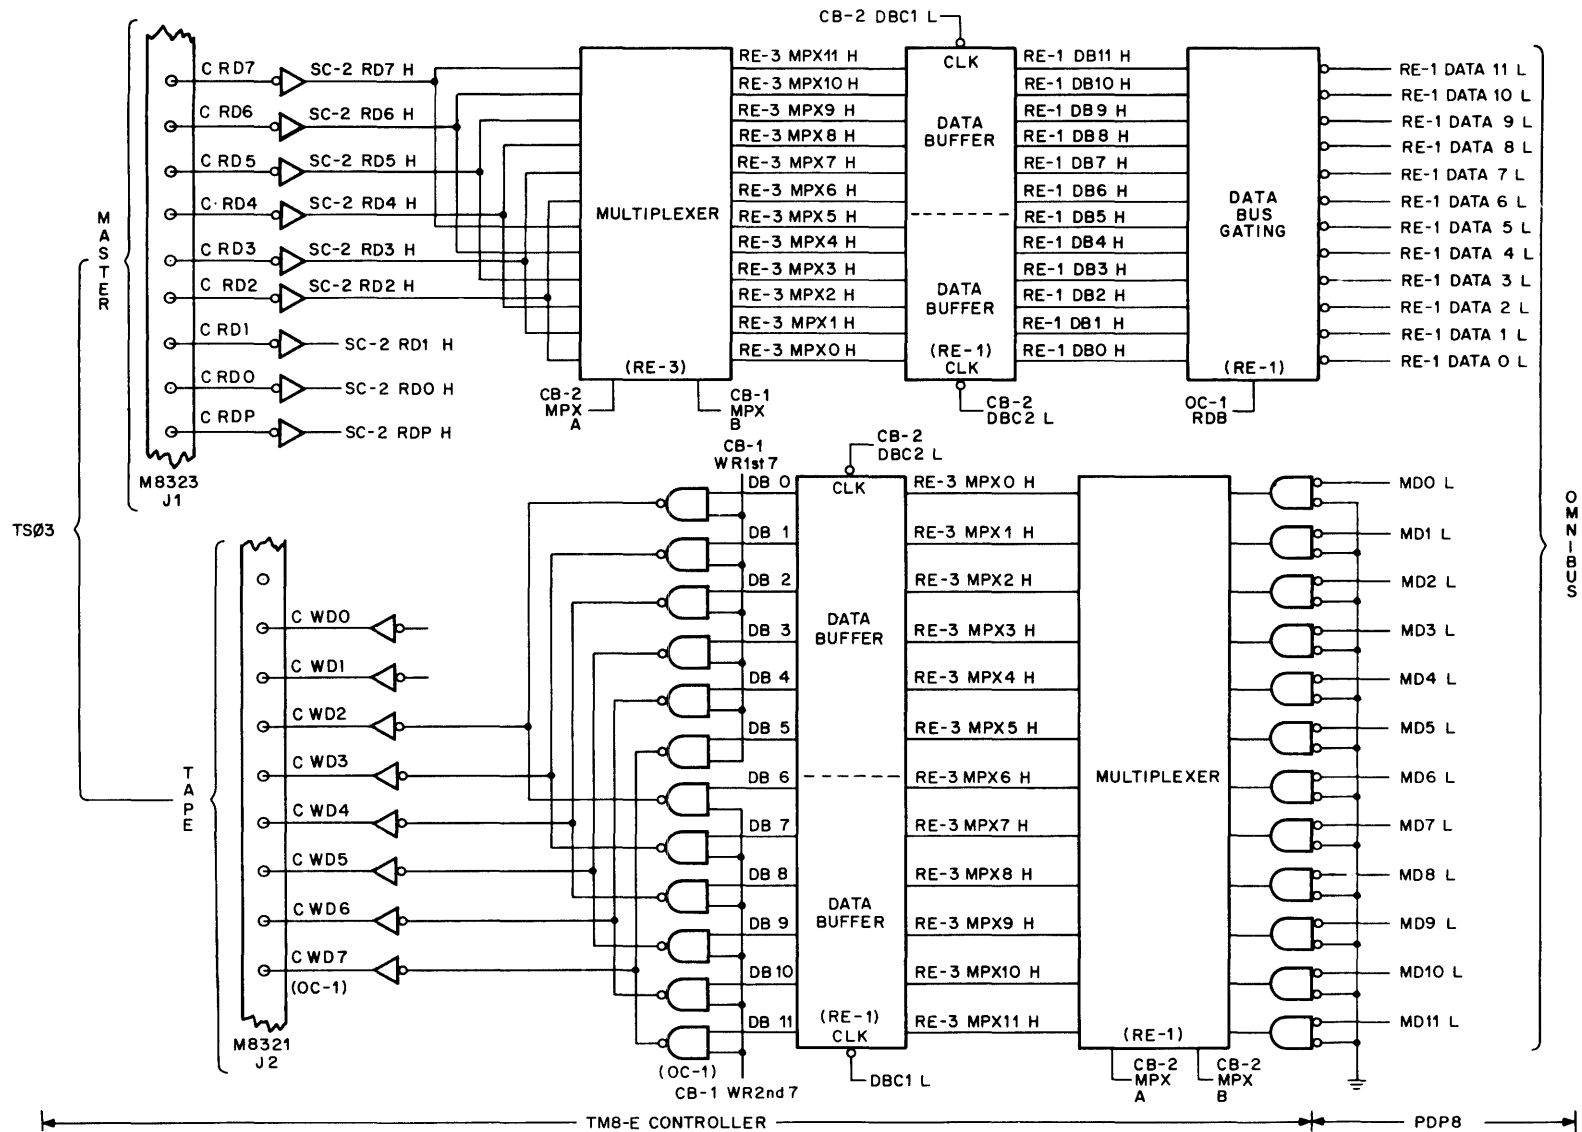 CB-2 DBC1 L
C RD7
SC-2 RD7 H
C RD6
SC-2 RD6 H
C RD5
SC-2 RD5 H
C RD4
SC-2 RD4 H
C RD3
SC-2 RD3 H
C RD2
SC-2 RD2 H
C RD1
SC-2 RD1 H
C RD0
SC-2 RD0 H
C RDP
SC-2 RDP H
M8323
J1
MASTER
MULTIPLEXER
(RE-3)
CB-2
MPX
A
CB-1
MPX
B
RE-3 MPX11 H
RE-3 MPX10 H
RE-3 MPX9 H
RE-3 MPX8 H
RE-3 MPX7 H
RE-3 MPX6 H
RE-3 MPX5 H
RE-3 MPX4 H
RE-3 MPX3 H
RE-3 MPX2 H
RE-3 MPX1 H
RE-3 MPX0 H
CLK
DATA
BUFFER
DATA
BUFFER
(RE-1)
CLK
CB-2
DBC2 L
RE-1 DB11 H
RE-1 DB10 H
RE-1 DB9 H
RE-1 DB8 H
RE-1 DB7 H
RE-1 DB6 H
RE-1 DB5 H
RE-1 DB4 H
RE-1 DB3 H
RE-1 DB2 H
RE-1 DB1 H
RE-1 DB0 H
DATA
BUS
GATING
(RE-1)
OC-1
RDB
RE-1 DATA 11 L
RE-1 DATA 10 L
RE-1 DATA 9 L
RE-1 DATA 8 L
RE-1 DATA 7 L
RE-1 DATA 6 L
RE-1 DATA 5 L
RE-1 DATA 4 L
RE-1 DATA 3 L
RE-1 DATA 2 L
RE-1 DATA 1 L
RE-1 DATA 0 L
OMNIBUS
TSØ3
TAPE
C WD0
C WD1
C WD2
C WD3
C WD4
C WD5
C WD6
C WD7
(OC-1)
M8321
J2
CB-1
WR1st7
DB 0
DB 1
DB 2
DB 3
DB 4
DB 5
DB 6
DB 7
DB 8
DB 9
DB 10
DB 11
(OC-1)
CB-1 WR2nd7
CB-2
DBC2 L
CLK
DATA
BUFFER
DATA
BUFFER
(RE-1)
CLK
DBC1 L
RE-3 MPX0 H
RE-3 MPX1 H
RE-3 MPX2 H
RE-3 MPX3 H
RE-3 MPX4 H
RE-3 MPX5 H
RE-3 MPX6 H
RE-3 MPX7 H
RE-3 MPX8 H
RE-3 MPX9 H
RE-3 MPX10 H
RE-3 MPX11 H
MULTIPLEXER
(RE-1)
CB-2
MPX
A
CB-2
MPX
B
MD0 L
MD1 L
MD2 L
MD3 L
MD4 L
MD5 L
MD6 L
MD7 L
MD8 L
MD9 L
MD10 L
MD11 L
TM8-E CONTROLLER
PDP8